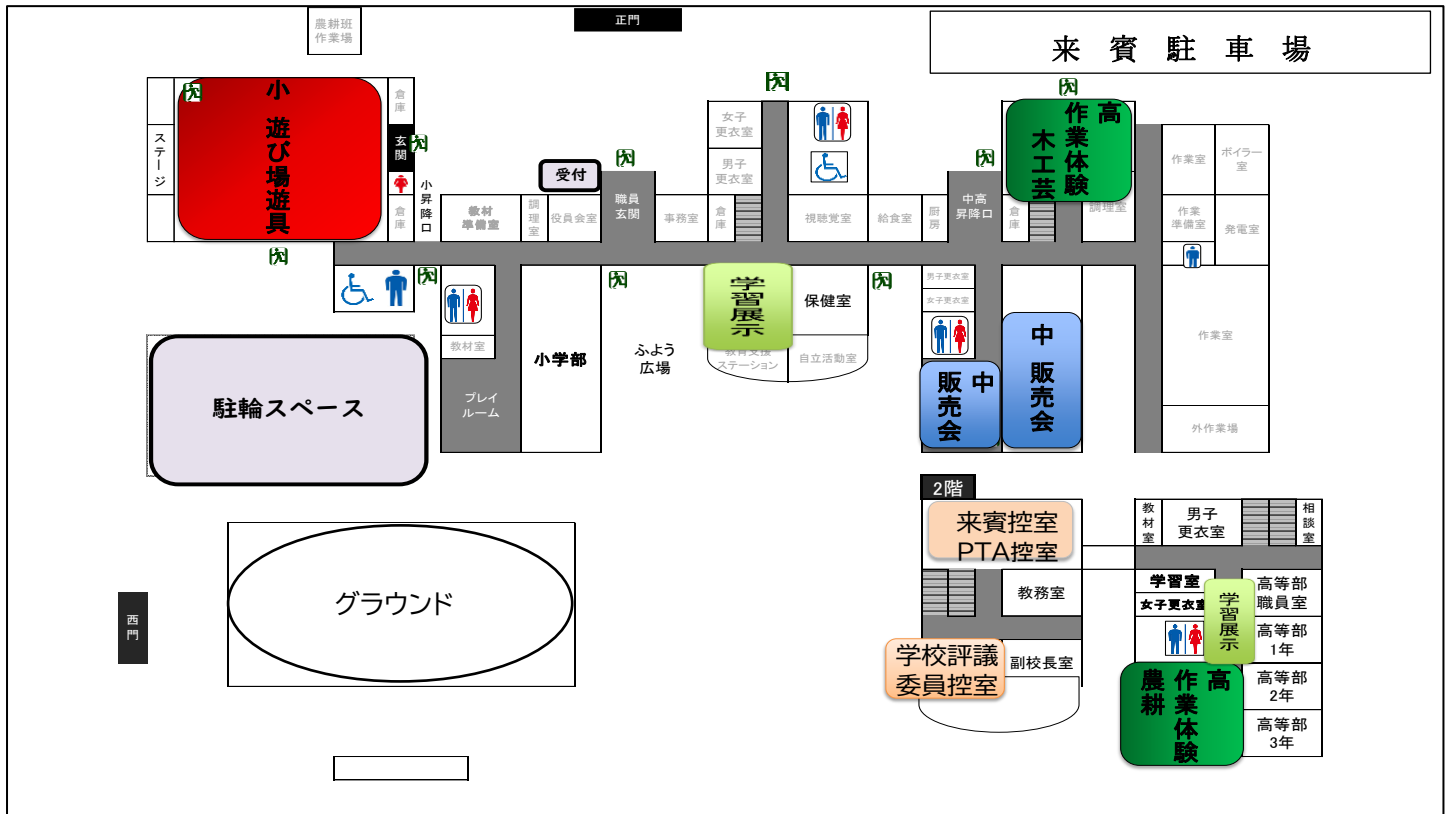 農耕班
作業場
正門
来賓駐車場
ステージ
小 遊び場遊具
倉庫
玄関
倉庫
小昇降口
教材
準備室
調理室
受付
役員会室
職員
玄関
事務室
女子
更衣室
男子
更衣室
倉庫
視聴覚室
給食室
厨房
中高
昇降口
倉庫
高
作業体験
木工芸
調理室
作業室
ボイラー
室
作業
準備室
発電室
教材室
プレイ
ルーム
小学部
ふよう
広場
学習展示
教育支援
ステーション
保健室
自立活動室
男子更衣室
女子更衣室
中
販売会
中 販売会
作業室
外作業場
駐輪スペース
グラウンド
西門
2階
来賓控室
PTA控室
教務室
学校評議
委員控室
副校長室
教材室
男子
更衣室
相談室
学習室
女子更衣室
学習展示
高等部
職員室
高等部
1年
高等部
2年
高等部
3年
高
作業体験
農耕